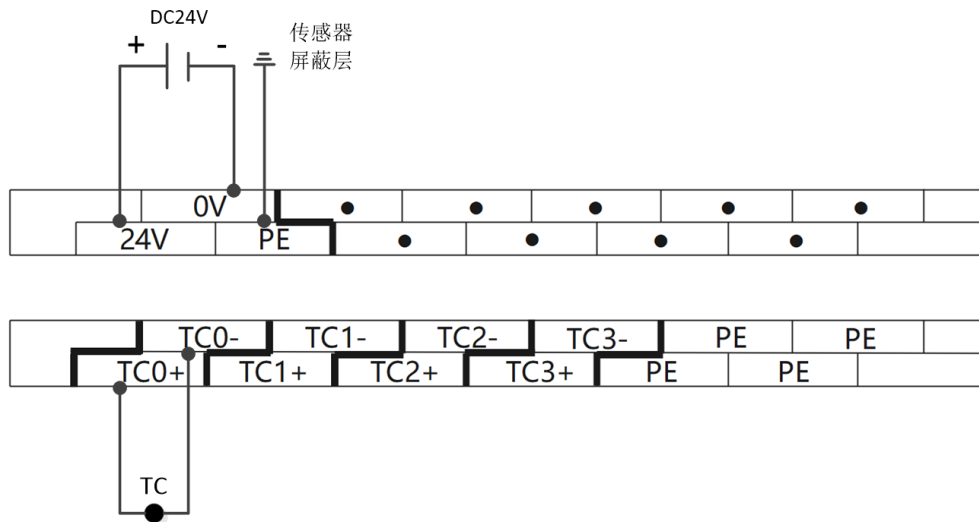 DC24V
+ -
传感器
屏蔽层
0V ● ● ● ● ●
24V PE ● ● ● ●
TC0- TC1- TC2- TC3- PE PE
TC0+ TC1+ TC2+ TC3+ PE PE
TC